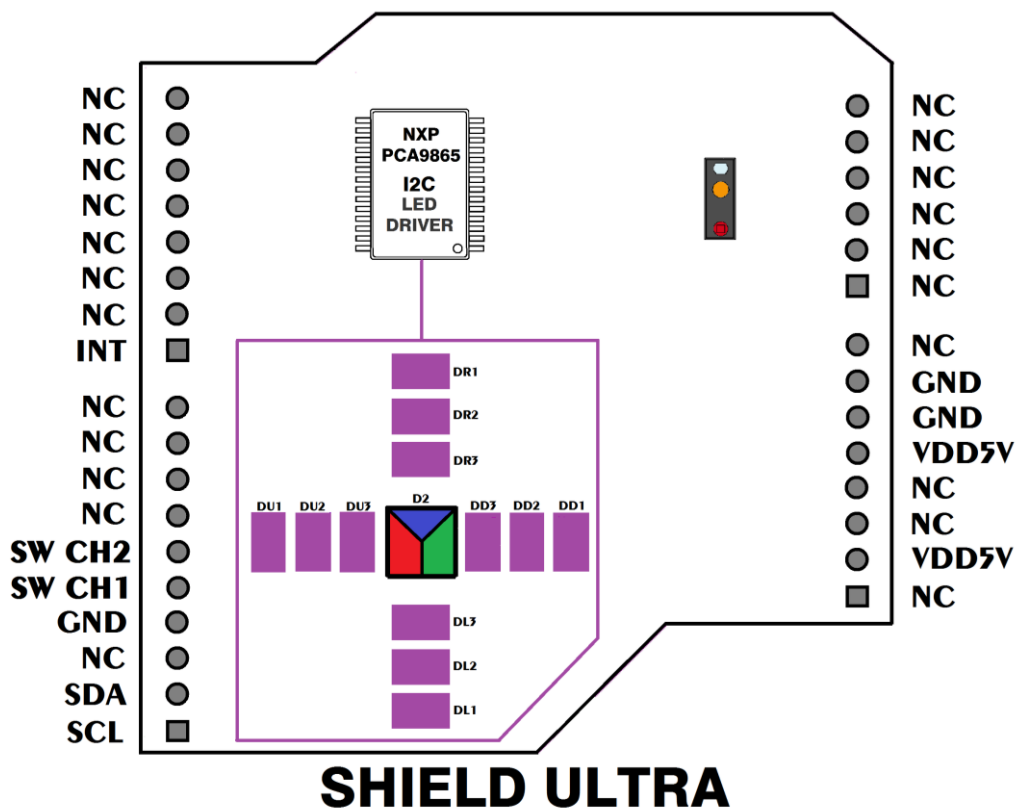 NC
NC
NC
NC
NC
NC
NC
INT
NC
NC
NC
NC
SW CH2
SW CH1
GND
NC
SDA
SCL
NXP
PCA9865
I2C
LED
DRIVER
DR1
DR2
DR3
DU1 DU2 DU3 D2 DD3 DD2 DD1
DL3
DL2
DL1
NC
NC
NC
NC
NC
NC
NC
GND
GND
VDD5V
NC
NC
VDD5V
NC
SHIELD ULTRA